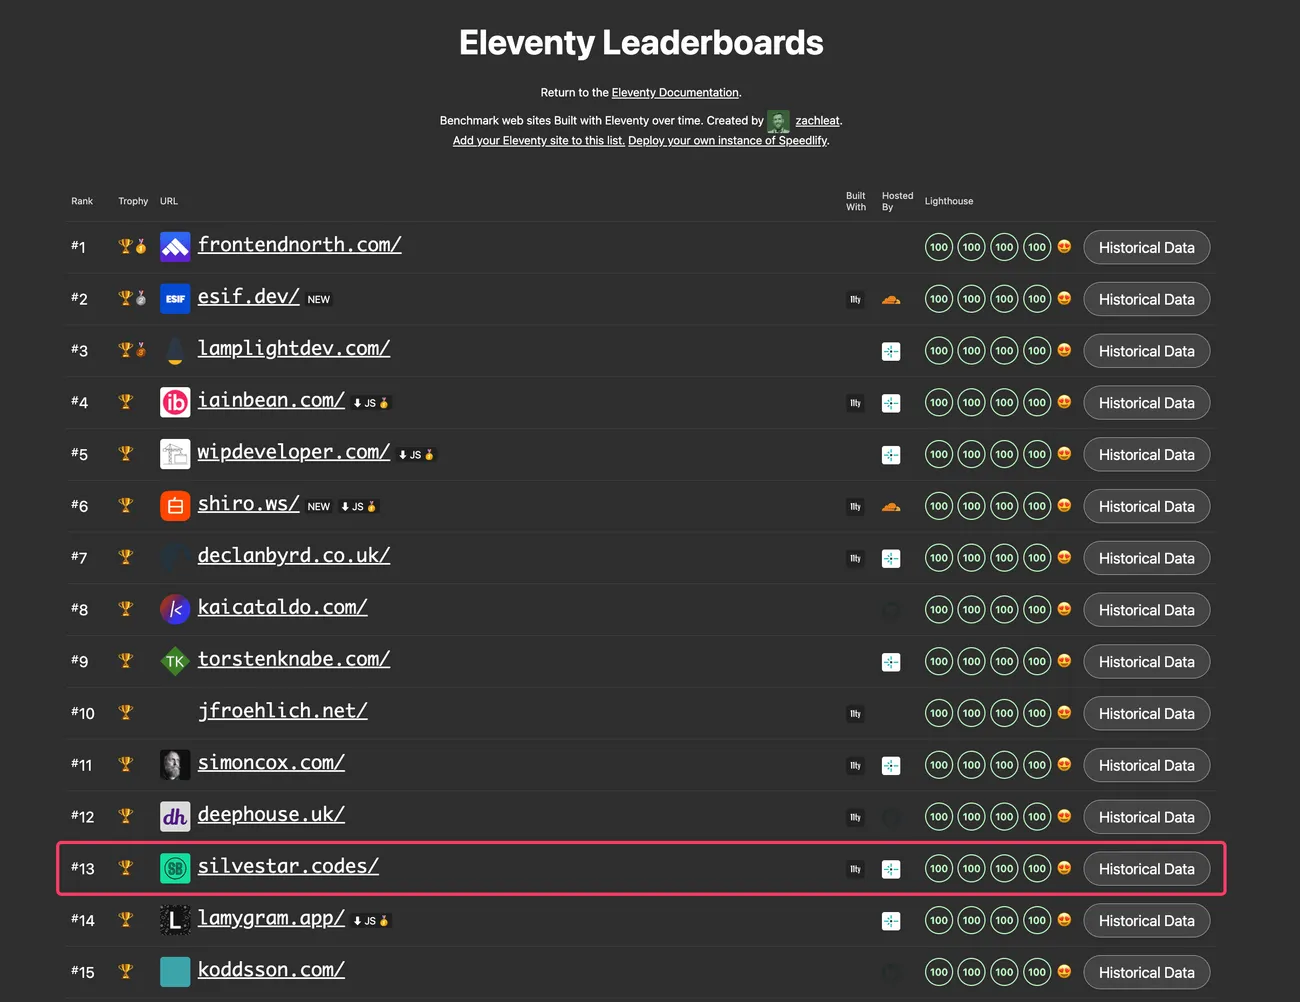 Eleventy Leaderboards
Return to the Eleventy Documentation.
Benchmark web sites Built with Eleventy over time. Created by zachleat.
Add your Eleventy site to this list. Deploy your own instance of Speedlify.
Rank Trophy URL Built With Hosted By Lighthouse
#1 frontendnorth.com/ 100 100 100 100 Historical Data
#2 ESIF esif.dev/ NEW 11ty 100 100 100 100 Historical Data
#3 lamplightdev.com/ 100 100 100 100 Historical Data
#4 ib iainbean.com/ JS 11ty 100 100 100 100 Historical Data
#5 wipdeveloper.com/ JS 100 100 100 100 Historical Data
#6 白 shiro.ws/ NEW JS 11ty 100 100 100 100 Historical Data
#7 declanbyrd.co.uk/ 11ty 100 100 100 100 Historical Data
#8 /< kaicataldo.com/ 100 100 100 100 Historical Data
#9 TK torstenknabe.com/ 100 100 100 100 Historical Data
#10 jfroehlich.net/ 11ty 100 100 100 100 Historical Data
#11 simoncox.com/ 11ty 100 100 100 100 Historical Data
#12 dh deephouse.uk/ 11ty 100 100 100 100 Historical Data
#13 SB silvestar.codes/ 11ty 100 100 100 100 Historical Data
#14 L lamygram.app/ JS 100 100 100 100 Historical Data
#15 koddsson.com/ 100 100 100 100 Historical Data